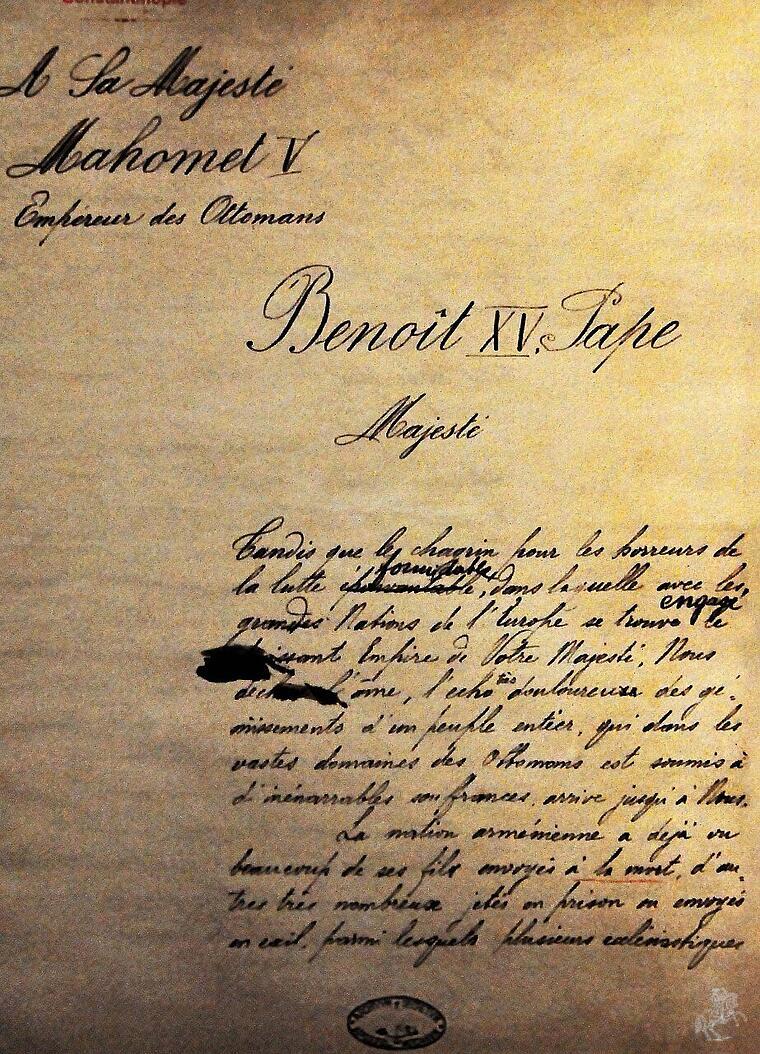 Constantinople
A Sa Majesté
Mahomet V
Empereur des Ottomans
Benoît XV, Pape
Majesté
Tandis que le chagrin pour les horreurs de
formidable
la lutte épouvantable, dans laquelle avec les
engagé
grandes Nations de l'Europe se trouve le
puissant Empire de Votre Majesté, Nous
l'âme, l'echo très douloureux des gé-
missements d'un peuple entier, qui dans les
vastes domaines des Ottomans est soumis à
d'inénarrables souffrances, arrive jusqu'à Nous.
La nation arménienne a déjà vu
beaucoup de ses fils envoyés à la mort, d'au-
tres très nombreux jetés en prison ou envoyés
en exil, parmi lesquels plusieurs ecclésiastiques